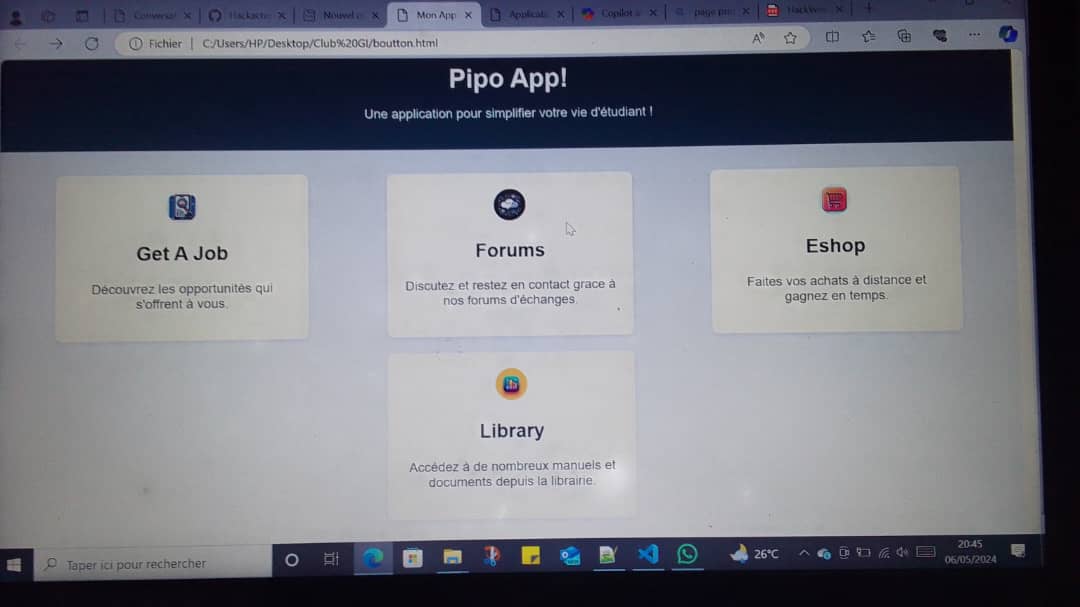 Conversat
Hackactio
Nouvel o
Mon App
Applicati
Copilot a
page pri
HackVer
Fichier
C:/Users/HP/Desktop/Club%20GI/boutton.html
Pipo App!
Une application pour simplifier votre vie d'étudiant !
Get A Job
Découvrez les opportunités qui
s'offrent à vous.
Forums
Discutez et restez en contact grace à
nos forums d'échanges.
Eshop
Faites vos achats à distance et
gagnez en temps.
Library
Accédez à de nombreux manuels et
documents depuis la librairie.
Taper ici pour rechercher
26°C
20:45
06/05/2024